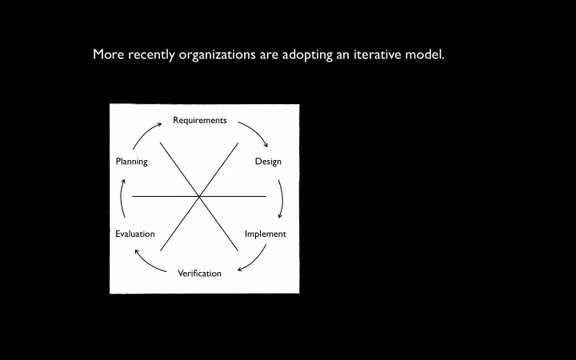 More recently organizations are adopting an iterative model.
Requirements
Planning
Design
Evaluation
Implement
Verification